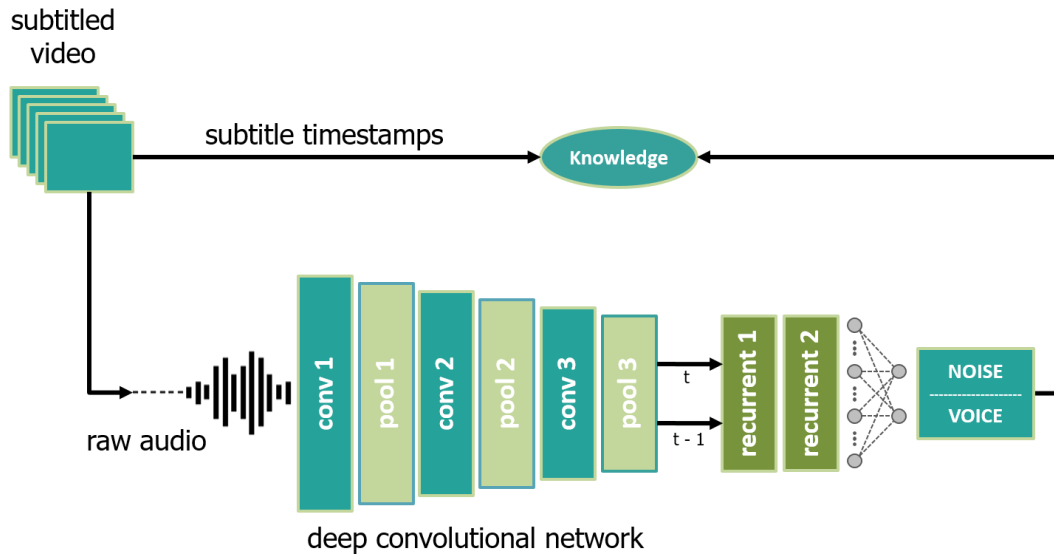 subtitled
video
subtitle timestamps
Knowledge
raw audio
conv 1
pool 1
conv 2
pool 2
conv 3
pool 3
t
t - 1
recurrent 1
recurrent 2
NOISE
VOICE
deep convolutional network